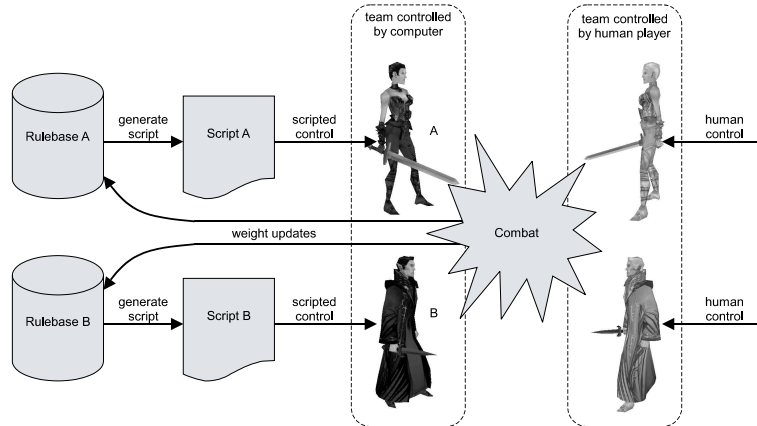 team controlled
by computer
team controlled
by human player
Rulebase A
generate
script
Script A
scripted
control
A
human
control
weight updates
Combat
Rulebase B
generate
script
Script B
scripted
control
B
human
control